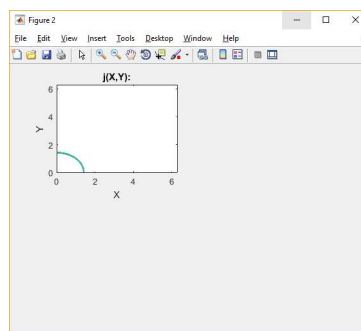 Figure 2
File Edit View Insert Tools Desktop Window Help
j(X,Y):
6
4
Y
2
0
0 2 4 6
X